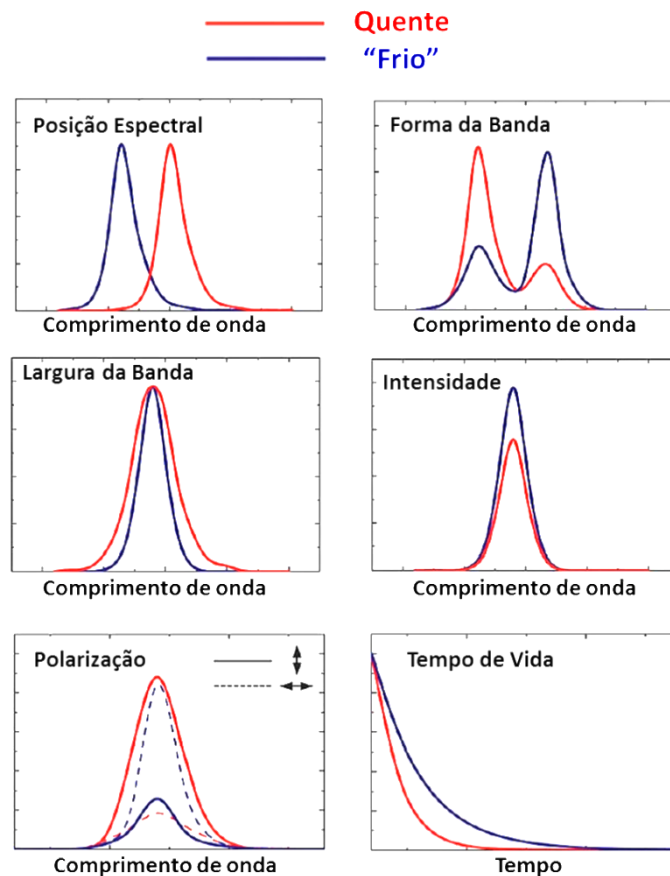 Quente
“Frio”
Posição Espectral
Comprimento de onda
Forma da Banda
Comprimento de onda
Largura da Banda
Comprimento de onda
Intensidade
Comprimento de onda
Polarização
Comprimento de onda
Tempo de Vida
Tempo